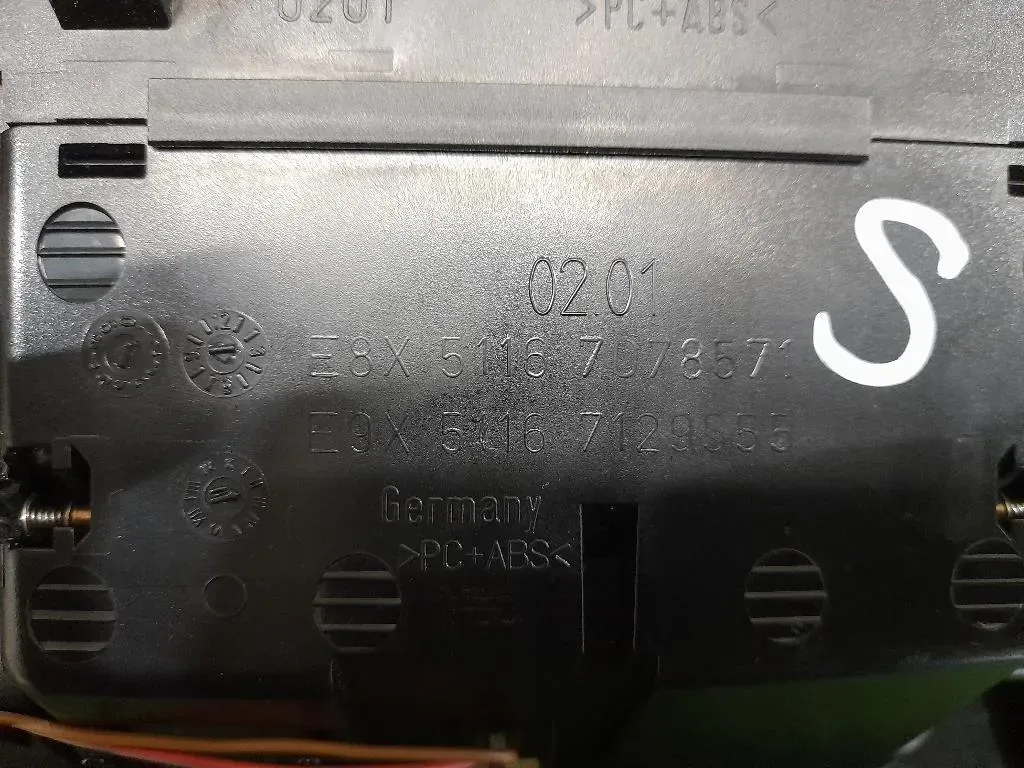 0201
>PC+ABS<
02.01
E8X 5116 7078571
E9X 5116 7129655
Germany
>PC+ABS<
S